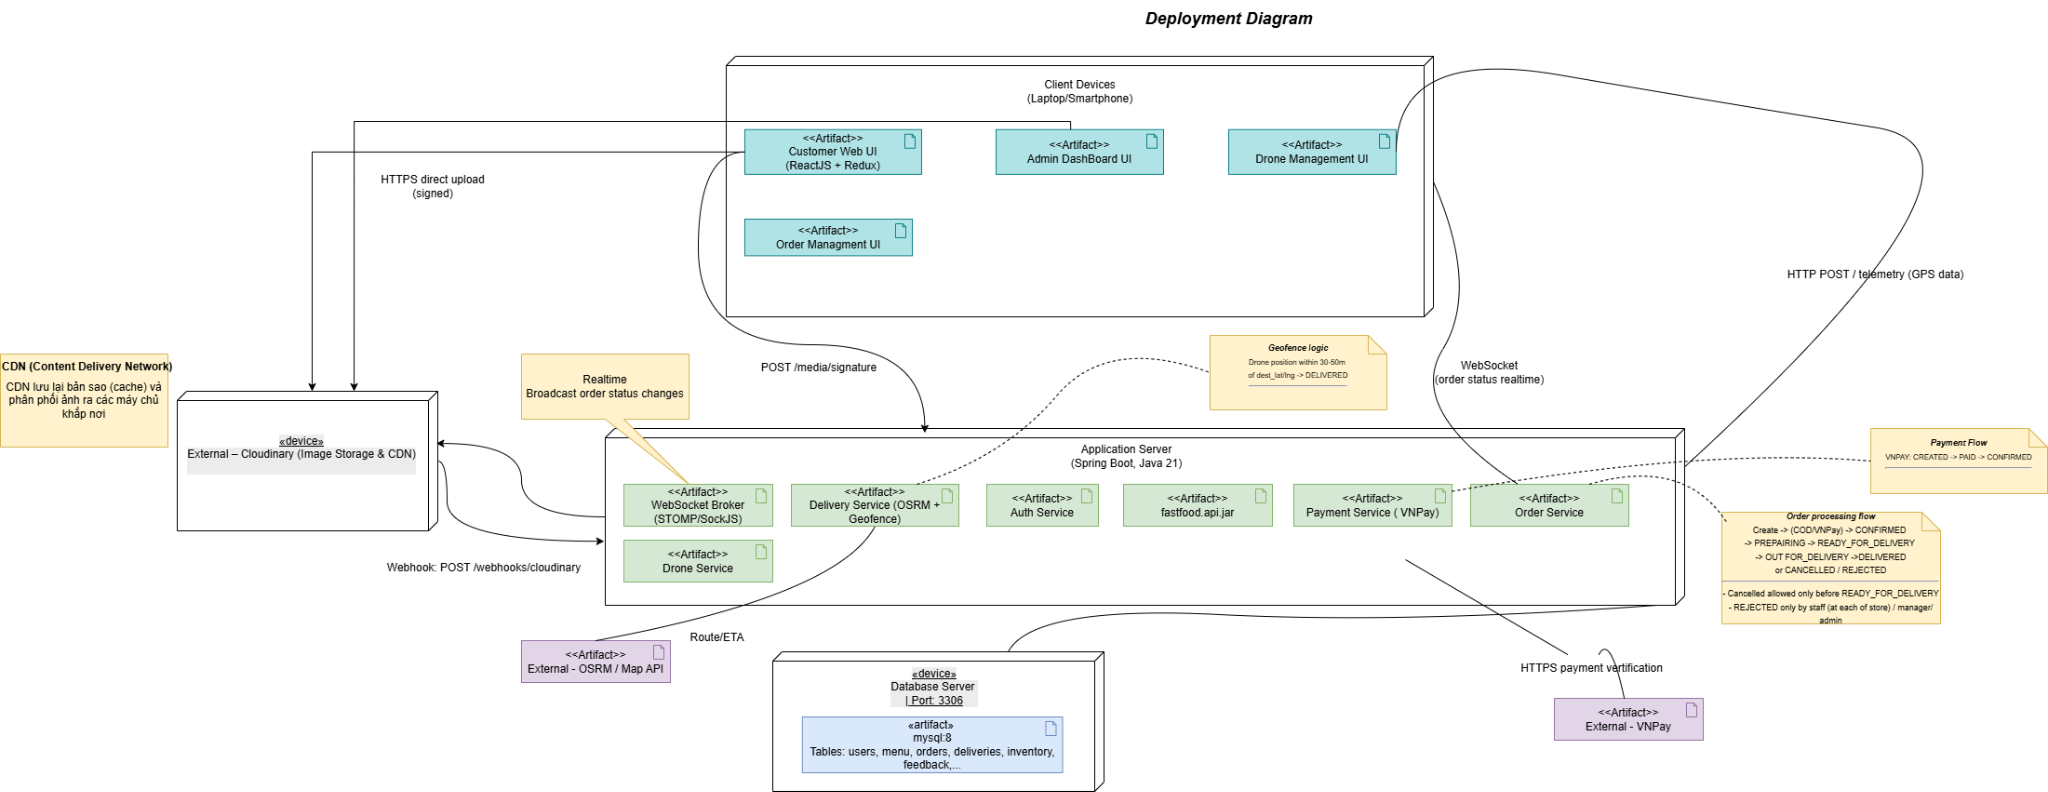 Deployment Diagram
Client Devices
(Laptop/Smartphone)
<<Artifact>>
Customer Web UI
(ReactJS + Redux)
<<Artifact>>
Admin DashBoard UI
<<Artifact>>
Drone Management UI
<<Artifact>>
Order Managment UI
HTTPS direct upload
(signed)
HTTP POST / telemetry (GPS data)
POST /media/signature
WebSocket
(order status realtime)
Geofence logic
Drone position within 30-50m
of dest_lat/lng -> DELIVERED
CDN (Content Delivery Network)
CDN lưu lại bản sao (cache) và
phân phối ảnh ra các máy chủ
khắp nơi
Realtime
Broadcast order status changes
«device»
External – Cloudinary (Image Storage & CDN)
Application Server
(Spring Boot, Java 21)
<<Artifact>>
WebSocket Broker
(STOMP/SockJS)
<<Artifact>>
Delivery Service (OSRM +
Geofence)
<<Artifact>>
Auth Service
<<Artifact>>
fastfood.api.jar
<<Artifact>>
Payment Service ( VNPay)
<<Artifact>>
Order Service
<<Artifact>>
Drone Service
Payment Flow
VNPAY: CREATED -> PAID -> CONFIRMED
Order processing flow
Create -> (COD/VNPay) -> CONFIRMED
-> PREPARING -> READY_FOR_DELIVERY
-> OUT FOR_DELIVERY ->DELIVERED
or CANCELLED / REJECTED
- Cancelled allowed only before READY_FOR_DELIVERY
- REJECTED only by staff (at each of store) / manager/
admin
Webhook: POST /webhooks/cloudinary
Route/ETA
<<Artifact>>
External - OSRM / Map API
«device»
Database Server
| Port: 3306
«artifact»
mysql:8
Tables: users, menu, orders, deliveries, inventory,
feedback,...
HTTPS payment vertification
<<Artifact>>
External - VNPay